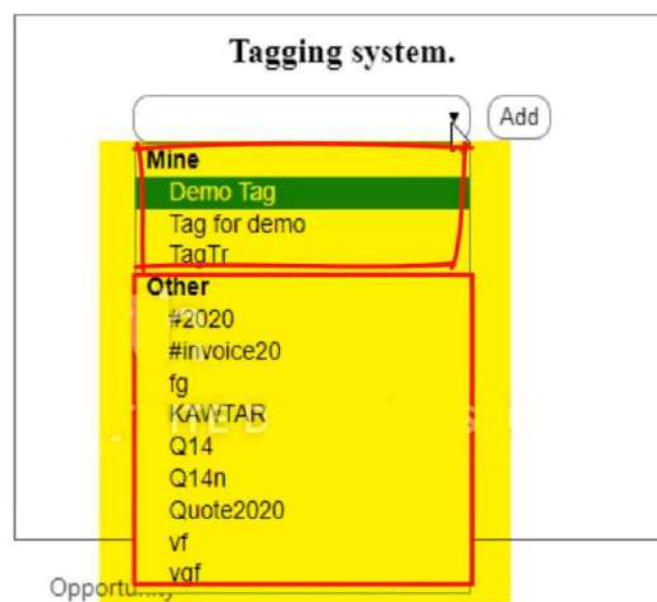 Tagging system.
Add
Mine
Demo Tag
Tag for demo
TagTr
Other
#2020
#invoice20
fg
KAWTAR
Q14
Q14n
Quote2020
vf
vgf
Opportunity